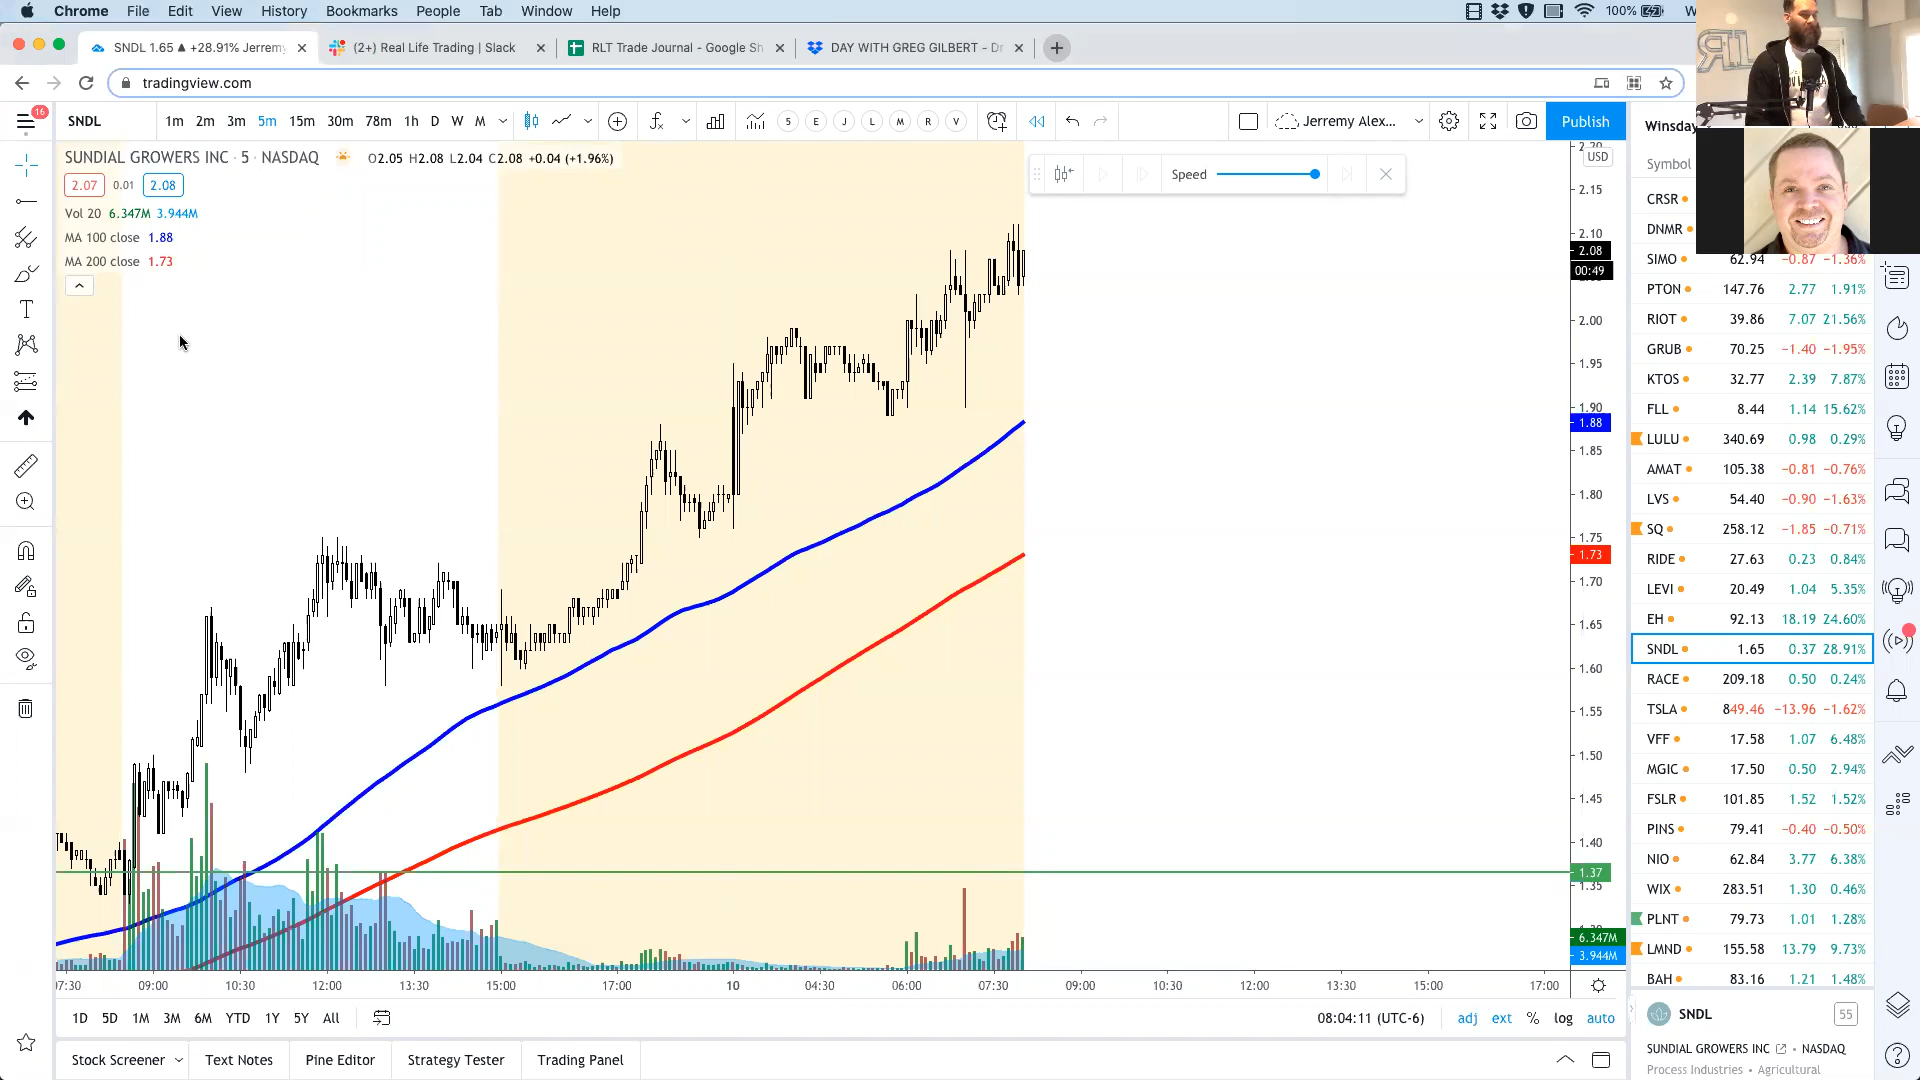 Chrome File Edit View History Bookmarks People Tab Window Help 100%
SNDL 1.65 ▲ +28.91% Jerremy
(2+) Real Life Trading | Slack
RLT Trade Journal - Google Sh
DAY WITH GREG GILBERT - Dr
tradingview.com
16
SNDL 1m 2m 3m 5m 15m 30m 78m 1h D W M S E J L M R V Jerremy Alex... Publish
SUNDIAL GROWERS INC · 5 · NASDAQ O2.05 H2.08 L2.04 C2.08 +0.04 (+1.96%)
2.07 0.01 2.08
Vol 20 6.347M 3.944M
MA 100 close 1.88
MA 200 close 1.73
Speed
USD
2.20
2.15
2.10
2.08
00:49
2.00
1.95
1.90
1.88
1.85
1.80
1.75
1.73
1.70
1.65
1.60
1.55
1.50
1.45
1.40
1.37
1.35
6.347M
3.944M
09:00 10:30 12:00 13:30 15:00 17:00 10 04:30 06:00 07:30 09:00 10:30 12:00 13:30 15:00 17:00
1D 5D 1M 3M 6M YTD 1Y 5Y All
08:04:11 (UTC-6) adj ext % log auto
Stock Screener Text Notes Pine Editor Strategy Tester Trading Panel
Winsday
Symbol
CRSR
DNMR
SIMO 62.94 −0.87 −1.36%
PTON 147.76 2.77 1.91%
RIOT 39.86 7.07 21.56%
GRUB 70.25 −1.40 −1.95%
KTOS 32.77 2.39 7.87%
FLL 8.44 1.14 15.62%
LULU 340.69 0.98 0.29%
AMAT 105.38 −0.81 −0.76%
LVS 54.40 −0.90 −1.63%
SQ 258.12 −1.85 −0.71%
RIDE 27.63 0.23 0.84%
LEVI 20.49 1.04 5.35%
EH 92.13 18.19 24.60%
SNDL 1.65 0.37 28.91%
RACE 209.18 0.50 0.24%
TSLA 849.46 −13.96 −1.62%
VFF 17.58 1.07 6.48%
MGIC 17.50 0.50 2.94%
FSLR 101.85 1.52 1.52%
PINS 79.41 −0.40 −0.50%
NIO 62.84 3.77 6.38%
WIX 283.51 1.30 0.46%
PLNT 79.73 1.01 1.28%
LMND 155.58 13.79 9.73%
BAH 83.16 1.21 1.48%
SNDL 55
SUNDIAL GROWERS INC • NASDAQ
Process Industries • Agricultural